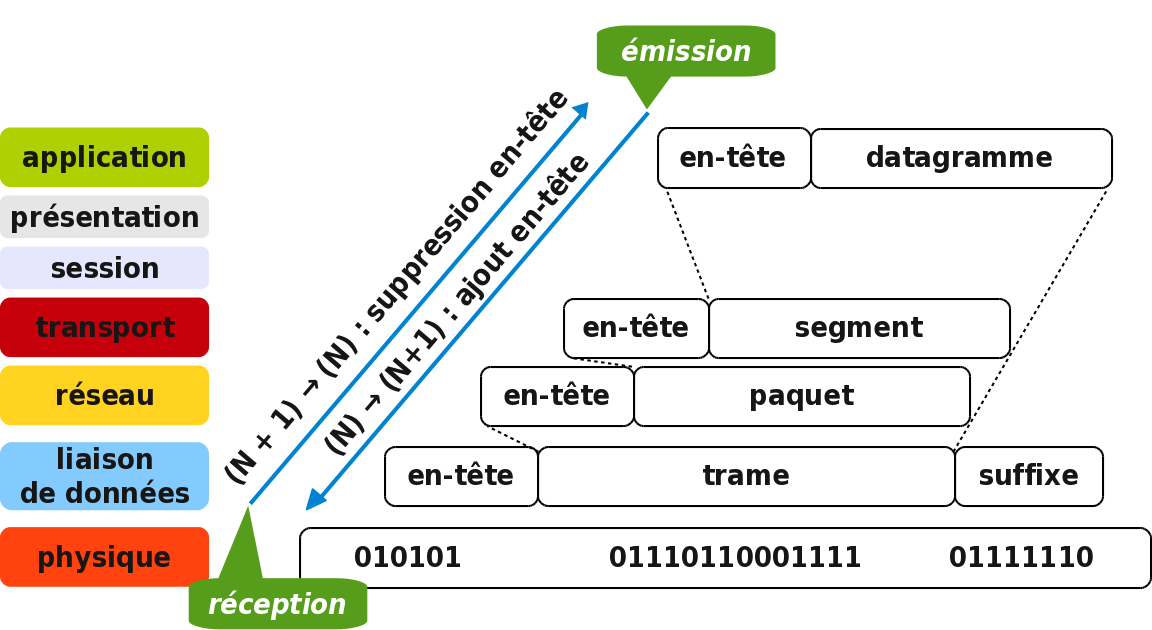 émission
application
en-tête
datagramme
présentation
session
(N + 1) → (N) : suppression en-tête
(N) → (N+1) : ajout en-tête
transport
en-tête
segment
réseau
en-tête
paquet
liaison
de données
en-tête
trame
suffixe
physique
010101
01110110001111
01111110
réception